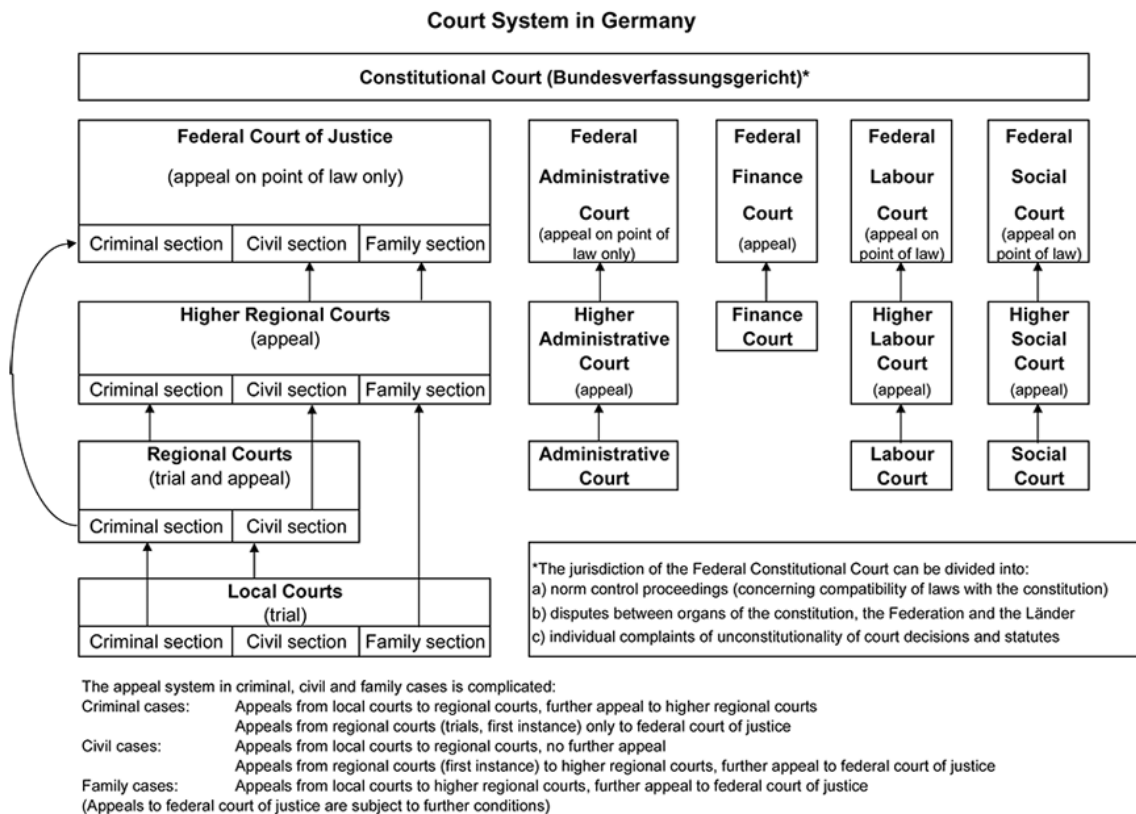 Court System in Germany
Constitutional Court (Bundesverfassungsgericht)*
Federal Court of Justice
(appeal on point of law only)
Criminal section
Civil section
Family section
Federal
Administrative
Court
(appeal on point of
law only)
Federal
Finance
Court
(appeal)
Federal
Labour
Court
(appeal on
point of law)
Federal
Social
Court
(appeal on
point of law)
Higher Regional Courts
(appeal)
Criminal section
Civil section
Family section
Higher
Administrative
Court
(appeal)
Finance
Court
Higher
Labour
Court
(appeal)
Higher
Social
Court
(appeal)
Regional Courts
(trial and appeal)
Criminal section
Civil section
Administrative
Court
Labour
Court
Social
Court
Local Courts
(trial)
Criminal section
Civil section
Family section
*The jurisdiction of the Federal Constitutional Court can be divided into:
a) norm control proceedings (concerning compatibility of laws with the constitution)
b) disputes between organs of the constitution, the Federation and the Länder
c) individual complaints of unconstitutionality of court decisions and statutes
The appeal system in criminal, civil and family cases is complicated:
Criminal cases: Appeals from local courts to regional courts, further appeal to higher regional courts
Appeals from regional courts (trials, first instance) only to federal court of justice
Civil cases: Appeals from local courts to regional courts, no further appeal
Appeals from regional courts (first instance) to higher regional courts, further appeal to federal court of justice
Family cases: Appeals from local courts to higher regional courts, further appeal to federal court of justice
(Appeals to federal court of justice are subject to further conditions)